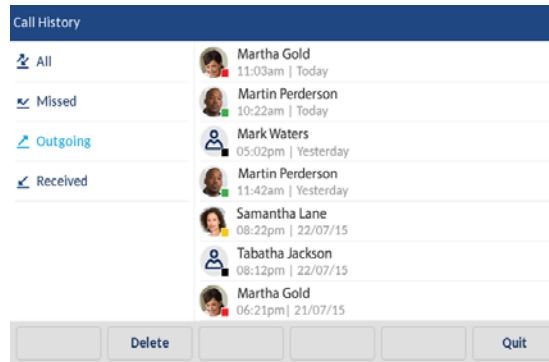 Call History
All
Missed
Outgoing
Received
Martha Gold
11:03am | Today
Martin Perderson
10:22am | Today
Mark Waters
05:02pm | Yesterday
Martin Perderson
11:42am | Yesterday
Samantha Lane
08:22pm | 22/07/15
Tabatha Jackson
08:12pm | 22/07/15
Martha Gold
06:21pm| 21/07/15
Delete
Quit